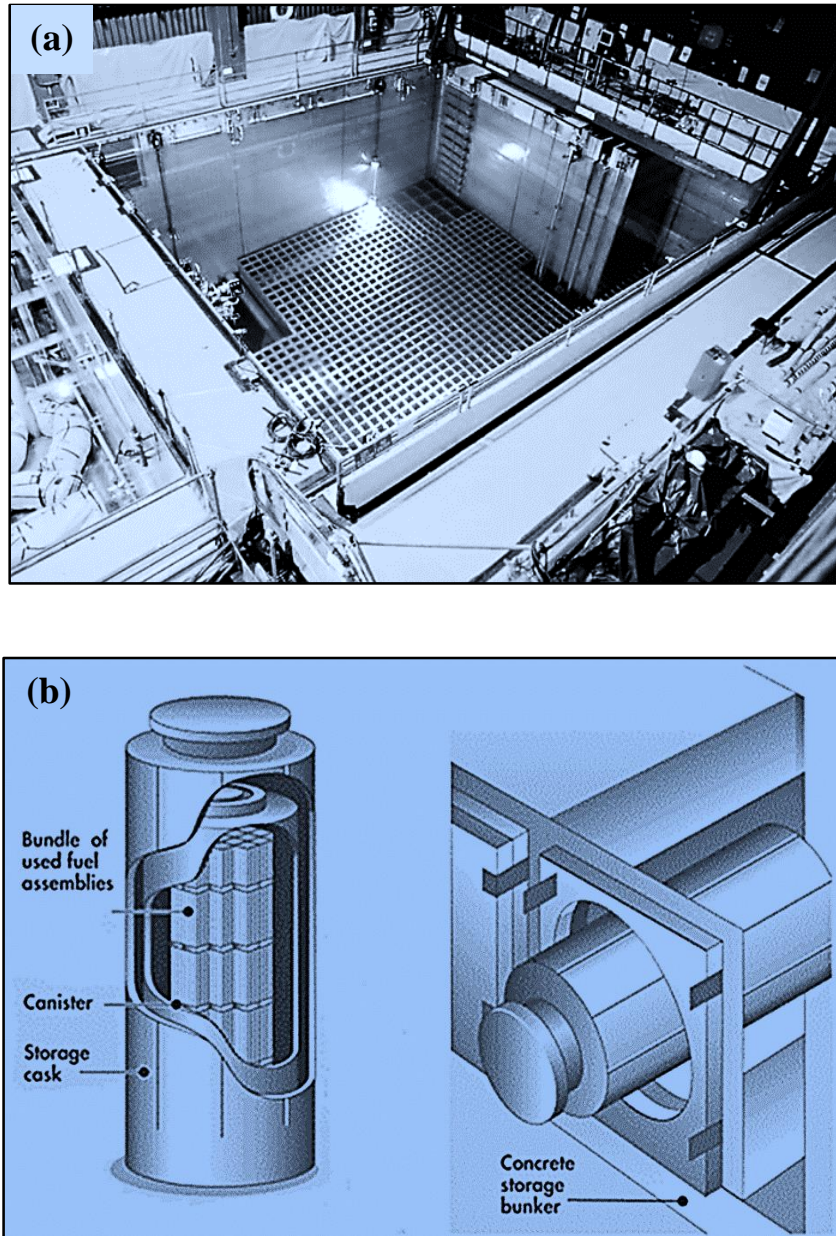 (a)
(b)
Bundle of
used fuel
assemblies
Canister
Storage
cask
Concrete
storage
bunker